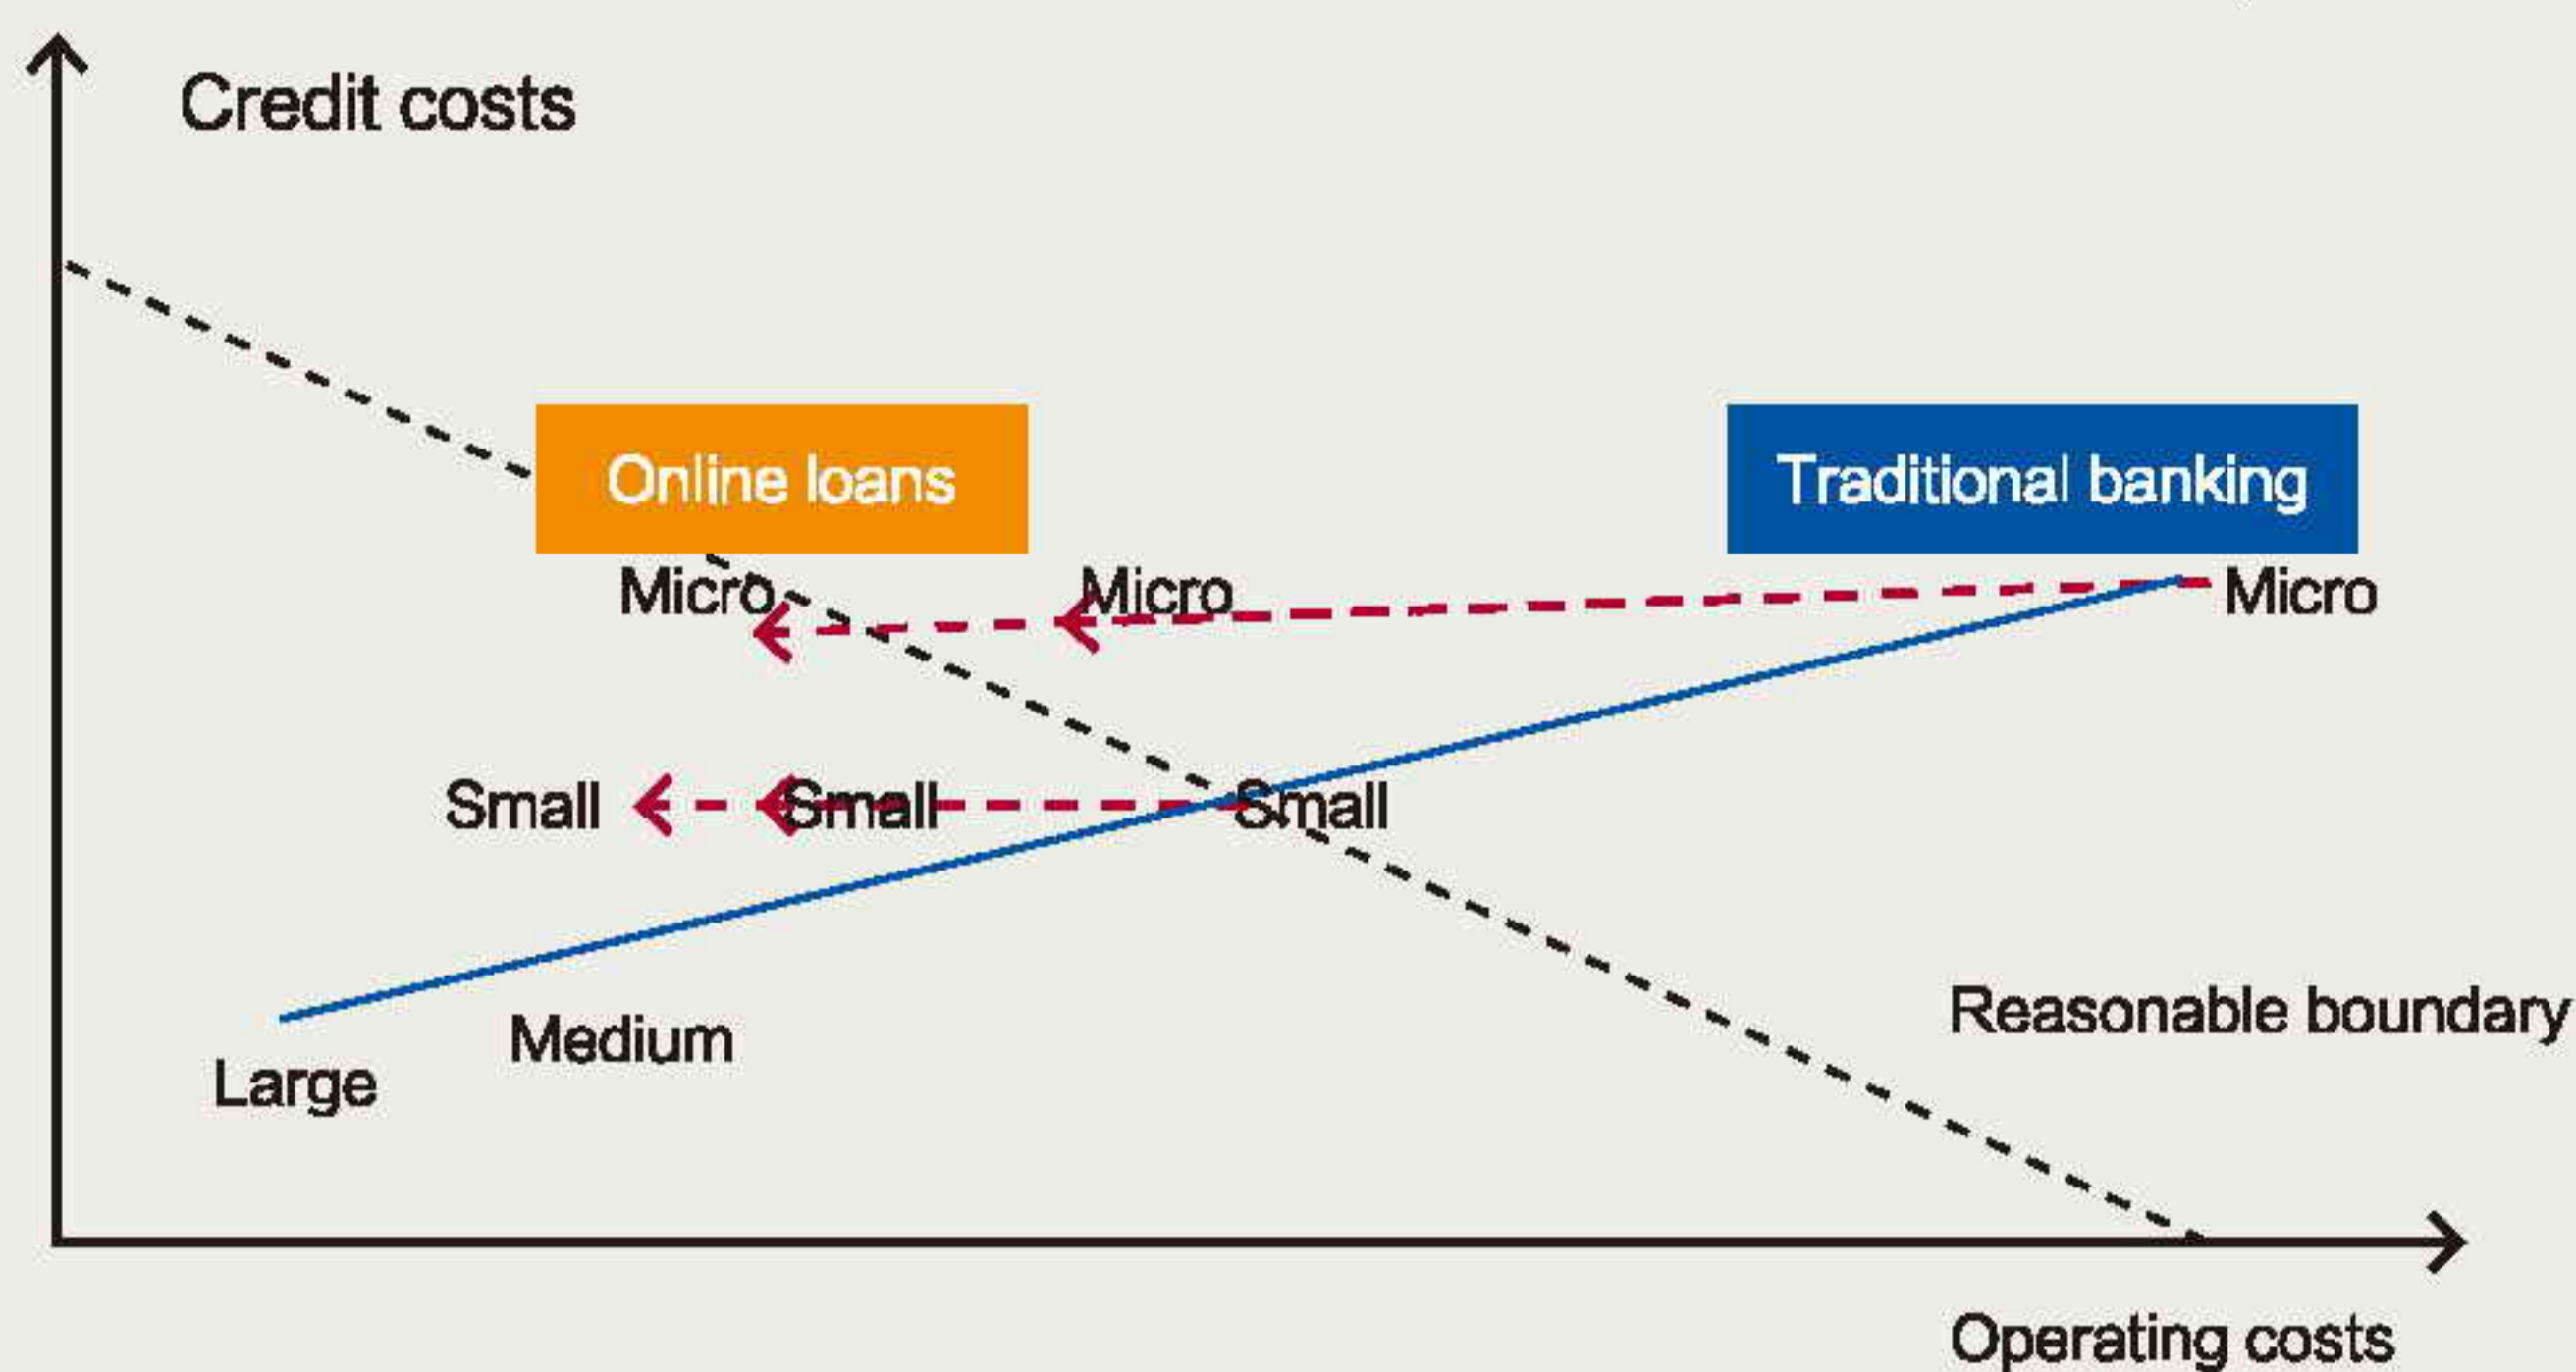 Credit costs
Online loans
Traditional banking
Micro
Micro
Micro
Small
Small
Small
Reasonable boundary
Medium
Large
Operating costs